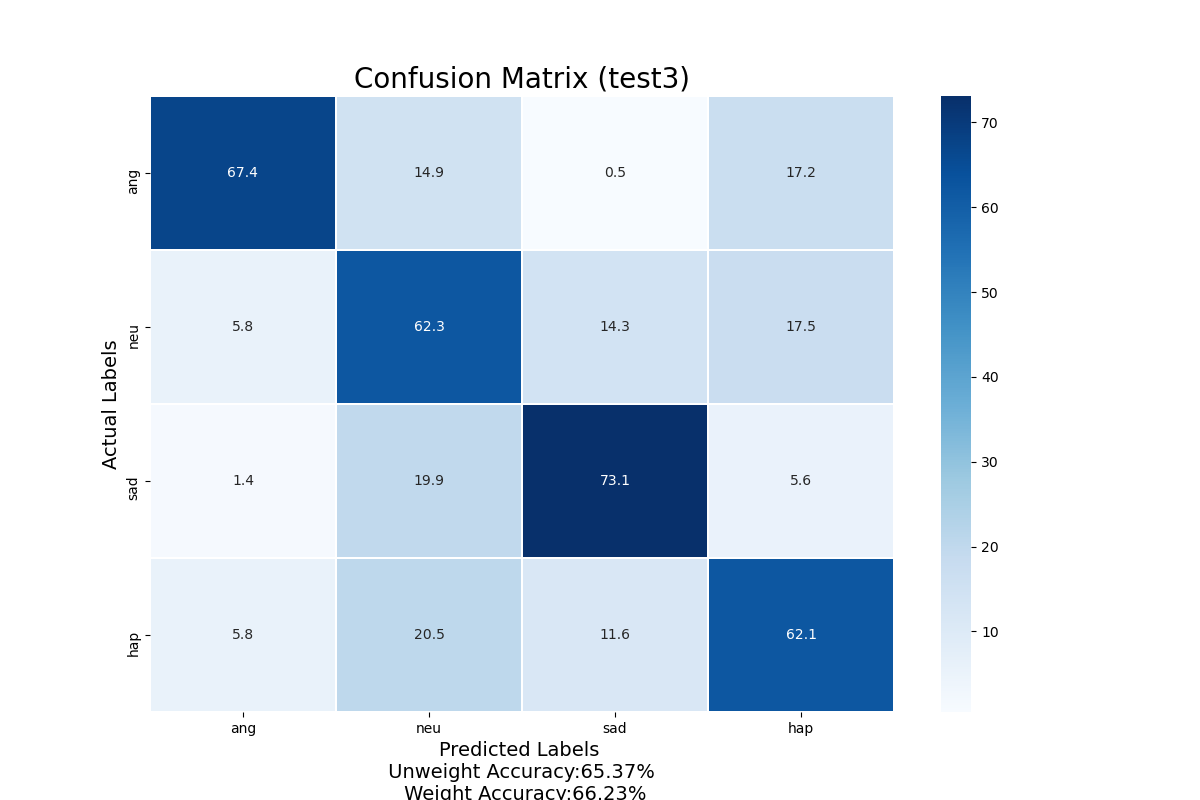 Confusion Matrix (test3)
ang 67.4 14.9 0.5 17.2
neu 5.8 62.3 14.3 17.5
sad 1.4 19.9 73.1 5.6
hap 5.8 20.5 11.6 62.1
ang neu sad hap
Actual Labels
Predicted Labels
Unweight Accuracy:65.37%
Weight Accuracy:66.23%
70
60
50
40
30
20
10